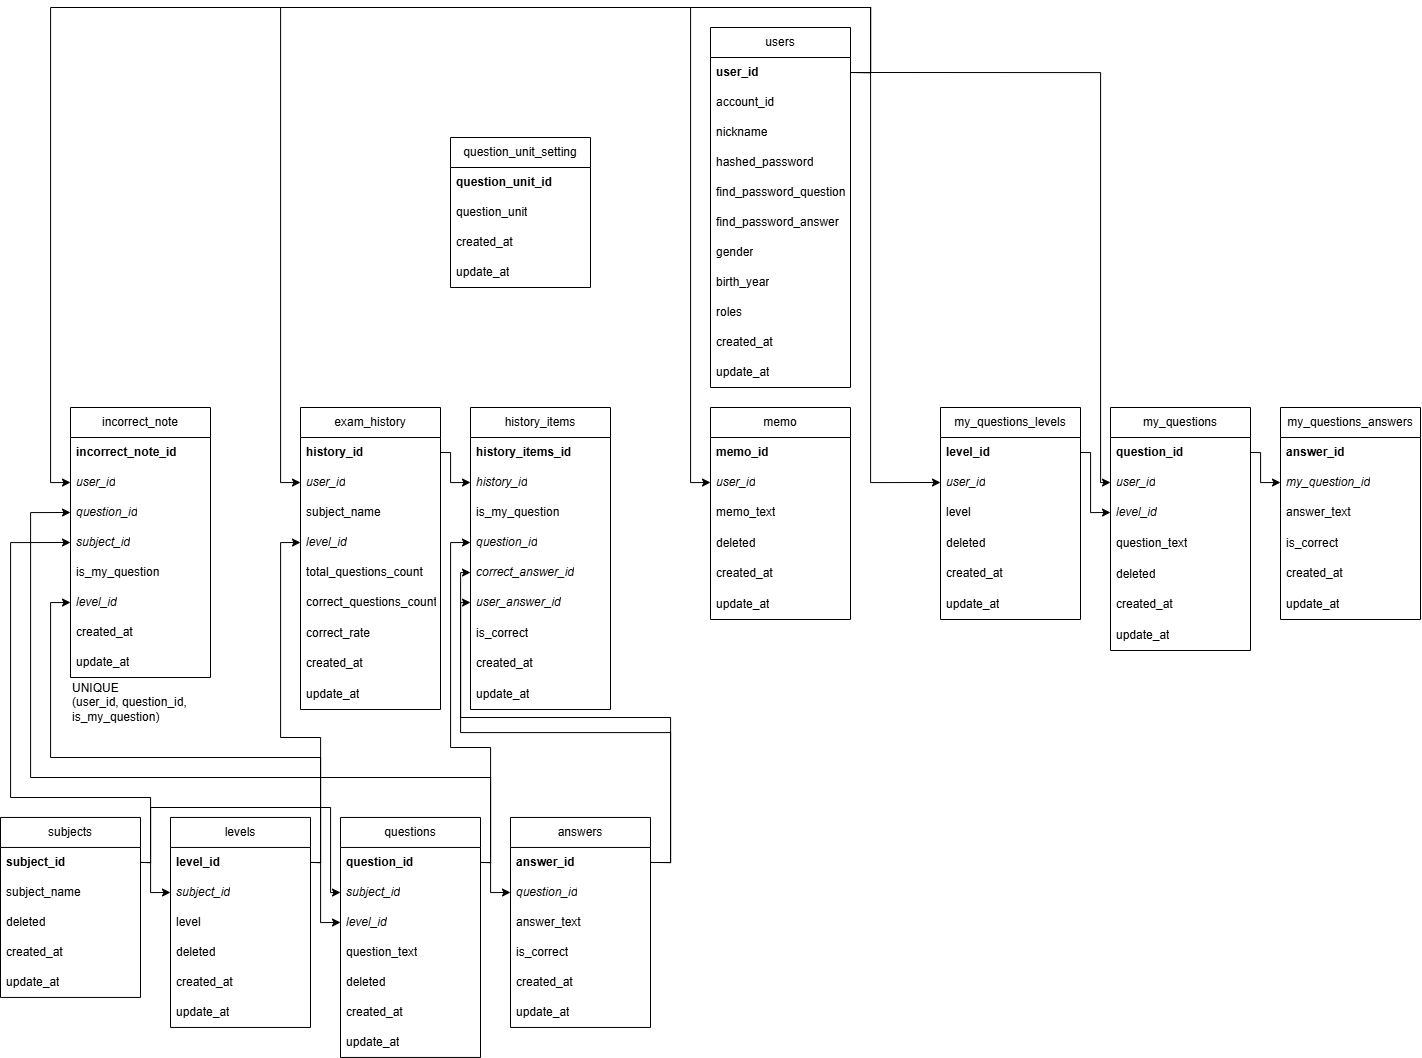 users
user_id
account_id
nickname
hashed_password
find_password_question
find_password_answer
gender
birth_year
roles
created_at
update_at
question_unit_setting
question_unit_id
question_unit
created_at
update_at
incorrect_note
incorrect_note_id
user_id
question_id
subject_id
is_my_question
level_id
created_at
update_at
UNIQUE
(user_id, question_id,
is_my_question)
exam_history
history_id
user_id
subject_name
level_id
total_questions_count
correct_questions_count
correct_rate
created_at
update_at
history_items
history_items_id
history_id
is_my_question
question_id
correct_answer_id
user_answer_id
is_correct
created_at
update_at
memo
memo_id
user_id
memo_text
deleted
created_at
update_at
my_questions_levels
level_id
user_id
level
deleted
created_at
update_at
my_questions
question_id
user_id
level_id
question_text
deleted
created_at
update_at
my_questions_answers
answer_id
my_question_id
answer_text
is_correct
created_at
update_at
subjects
subject_id
subject_name
deleted
created_at
update_at
levels
level_id
subject_id
level
deleted
created_at
update_at
questions
question_id
subject_id
level_id
question_text
deleted
created_at
update_at
answers
answer_id
question_id
answer_text
is_correct
created_at
update_at